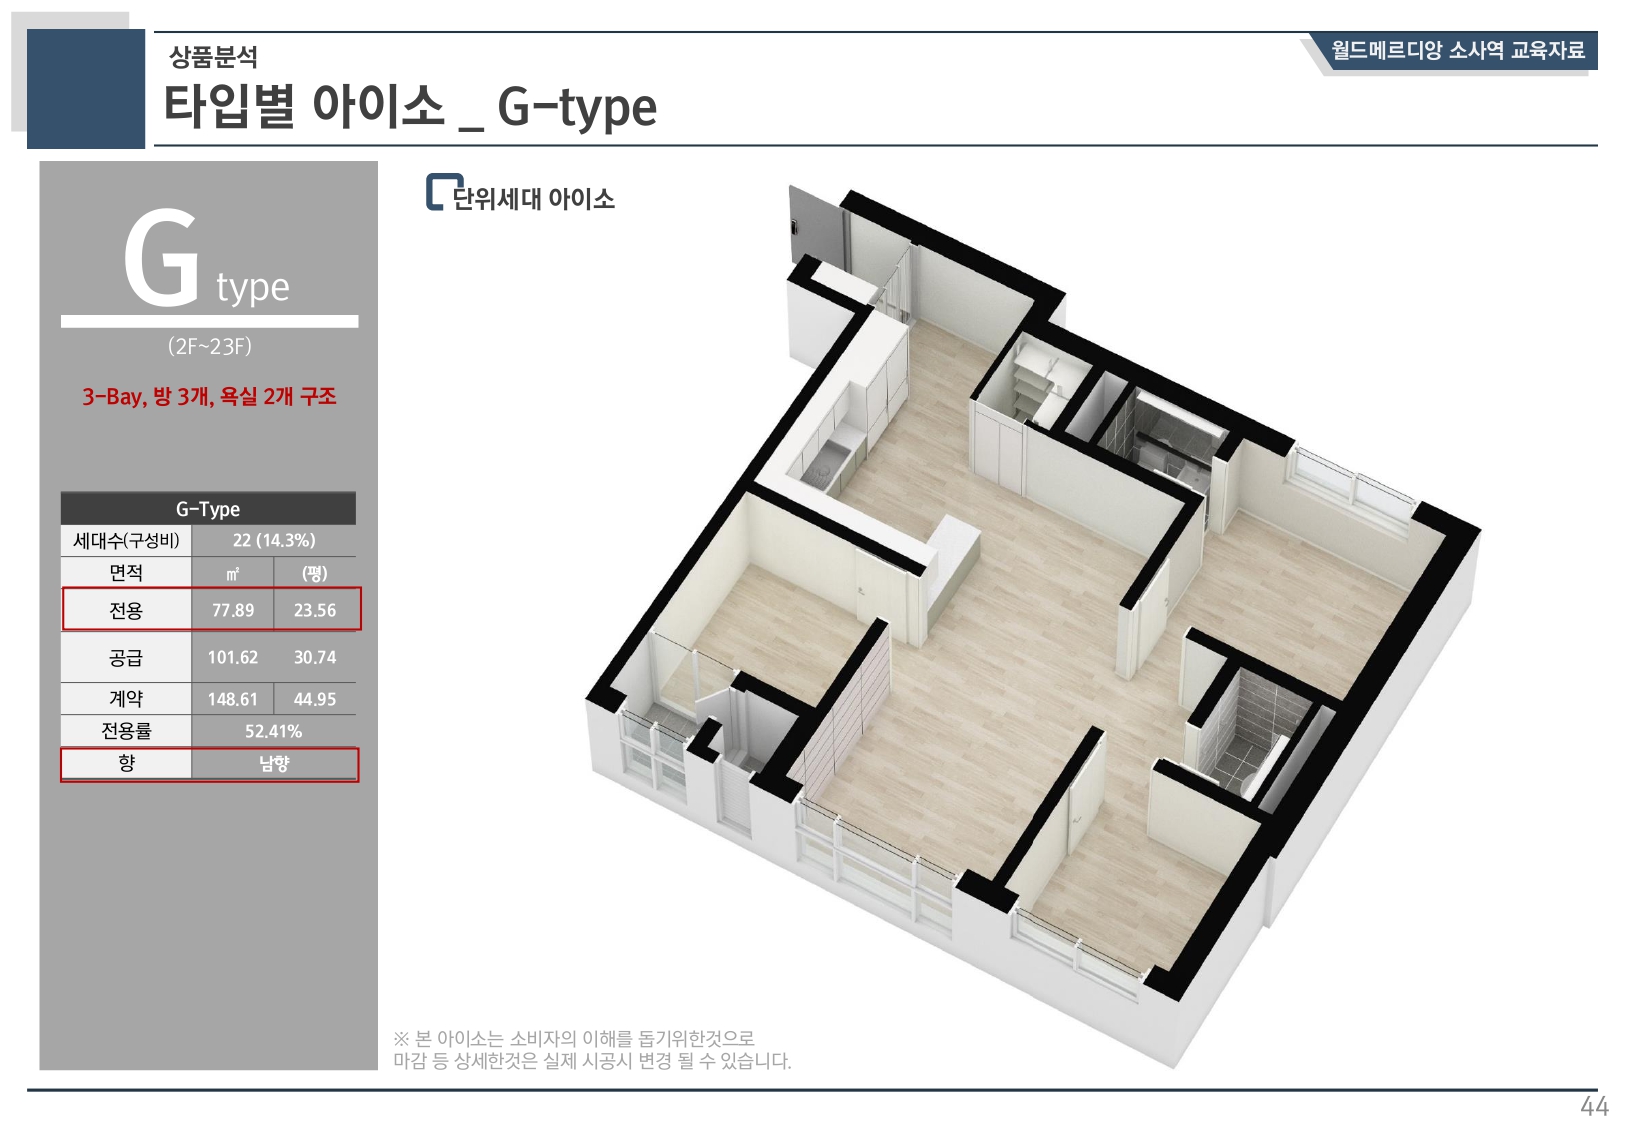 상품분석
타입별 아이소 _ G-type
월드메르디앙 소사역 교육자료
G type
(2F~23F)
3-Bay, 방 3개, 욕실 2개 구조
G-Type
세대수(구성비) 22 (14.3%)
면적 ㎡ (평)
전용 77.89 23.56
공급 101.62 30.74
계약 148.61 44.95
전용률 52.41%
향 남향
단위세대 아이소
※ 본 아이소는 소비자의 이해를 돕기위한것으로
마감 등 상세한것은 실제 시공시 변경 될 수 있습니다.
44